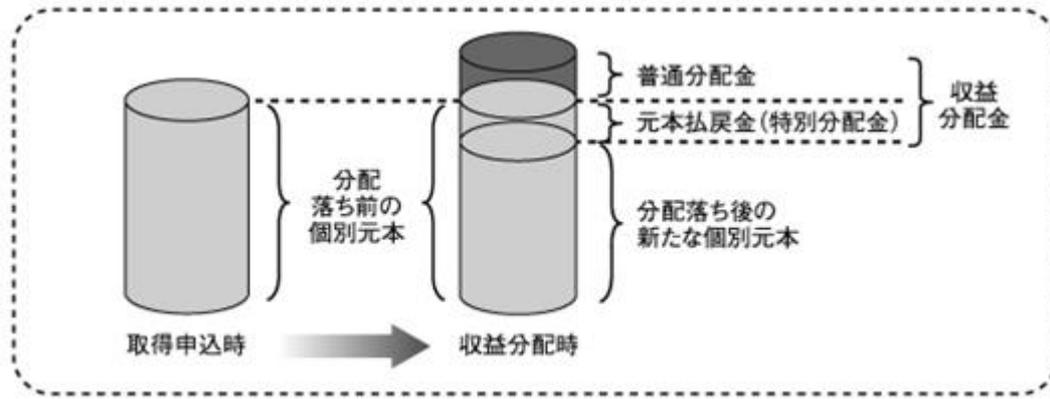 普通分配金
収益
分配金
元本払戻金(特別分配金)
分配
落ち前の
個別元本
分配落ち後の
新たな個別元本
取得申込時
収益分配時